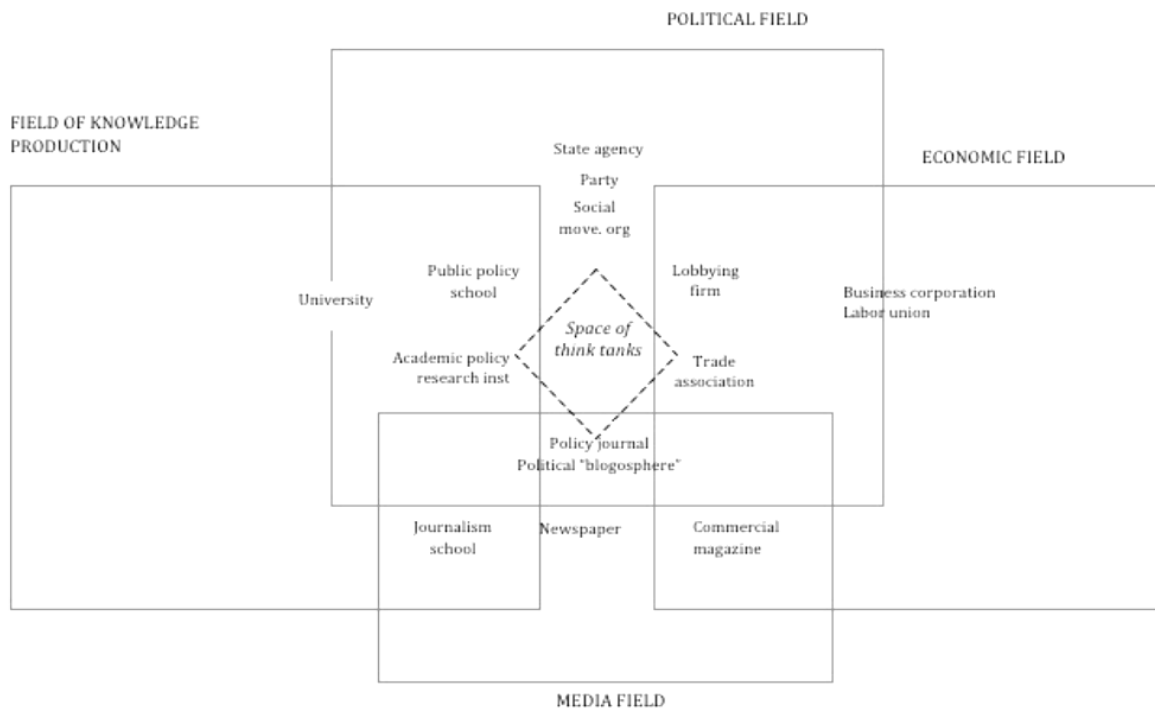 POLITICAL FIELD
FIELD OF KNOWLEDGE
PRODUCTION
ECONOMIC FIELD
State agency
Party
Social
move. org
Public policy
school
Lobbying
firm
University
Business corporation
Labor union
Space of
think tanks
Academic policy
research inst
Trade
association
Policy journal
Political "blogosphere"
Journalism
school
Newspaper
Commercial
magazine
MEDIA FIELD